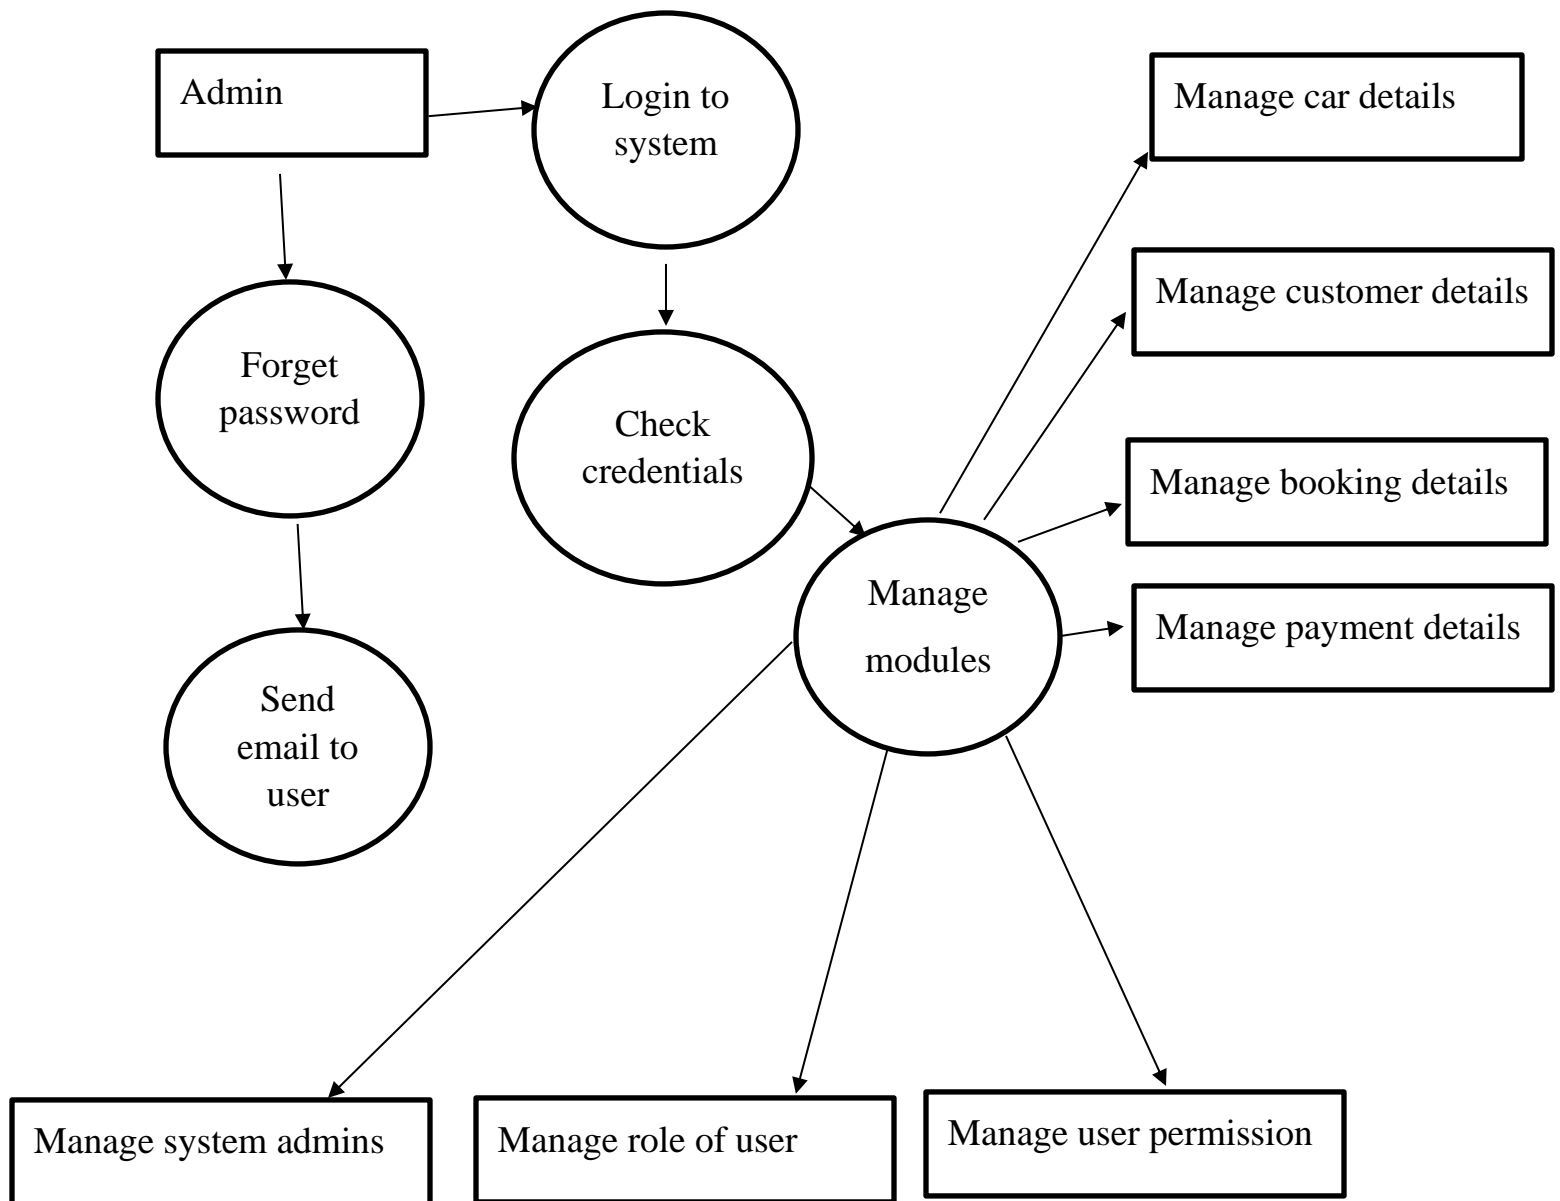 Admin
Login to
system
Manage car details
Manage customer details
Forget
password
Check
credentials
Manage booking details
Manage
modules
Manage payment details
Send
email to
user
Manage system admins
Manage role of user
Manage user permission